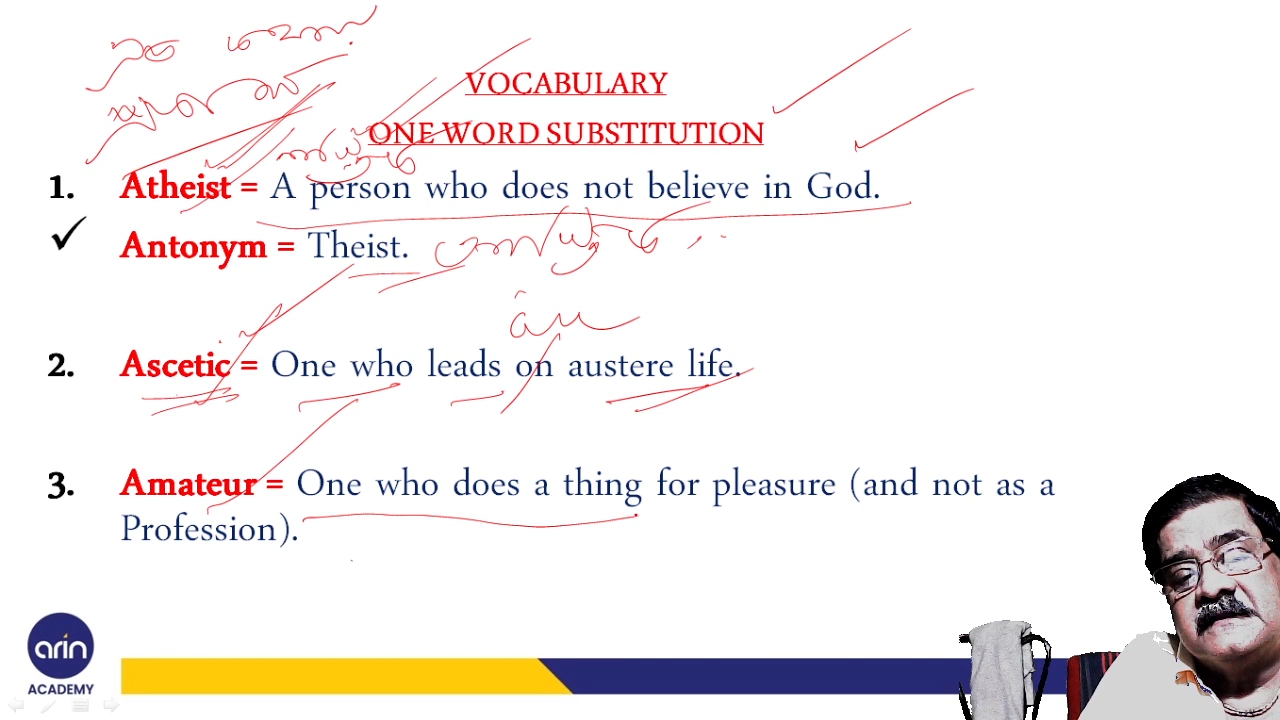 VOCABULARY
ONE WORD SUBSTITUTION
1. Atheist = A person who does not believe in God.
✓ Antonym = Theist.
2. Ascetic = One who leads on austere life.
3. Amateur = One who does a thing for pleasure (and not as a
Profession).
arin
ACADEMY